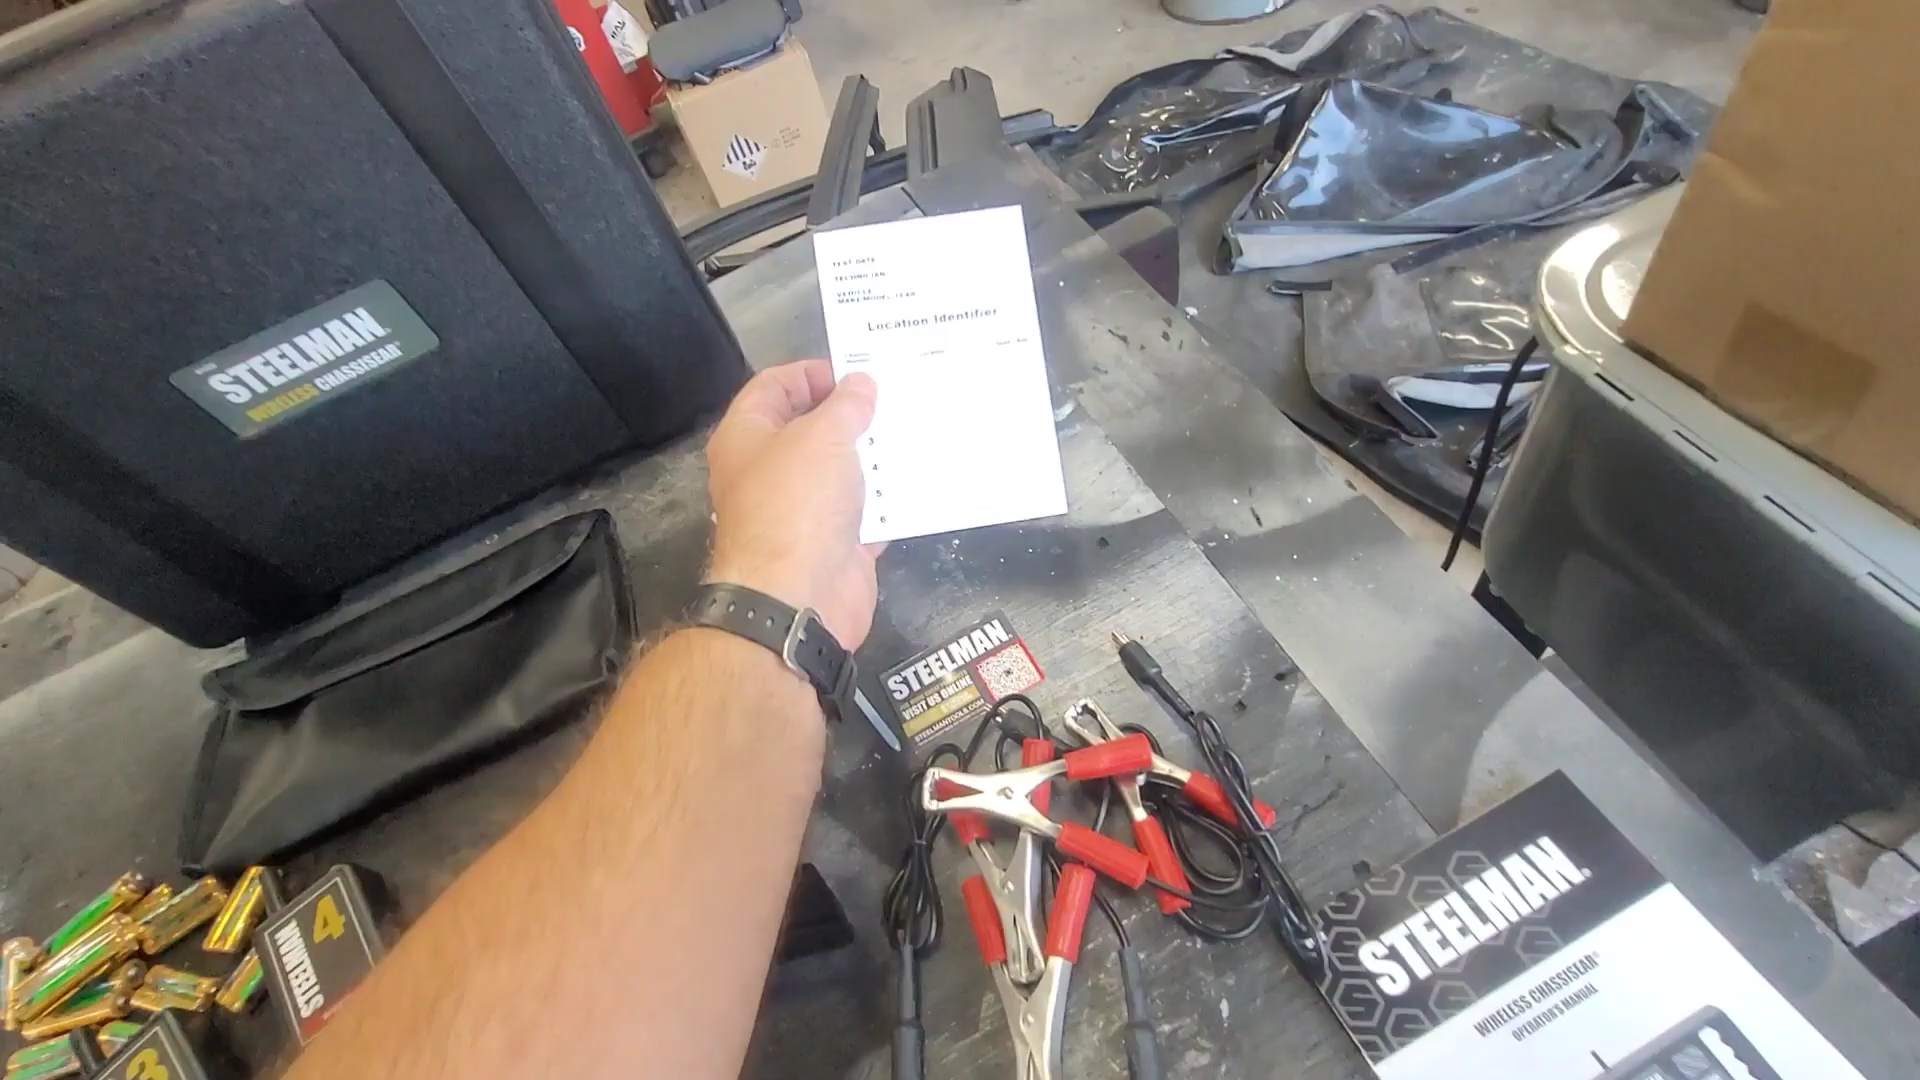 STEELMAN
WIRELESS CHASSISEAR®
TEST DATE
TECHNICIAN
VEHICLE
MAKE/MODEL/YEAR
Location Identifier
3
4
5
6
STEELMAN
VISIT US ONLINE
STEELMANTOOLS.COM
4
STEELMAN
3
STEELMAN
WIRELESS CHASSISEAR®
OPERATOR'S MANUAL